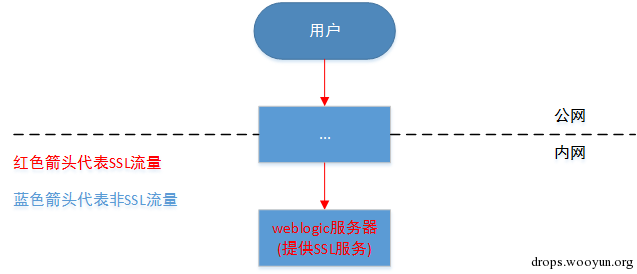 用户
...
公网
内网
红色箭头代表SSL流量
蓝色箭头代表非SSL流量
weblogic服务器
(提供SSL服务)
drops.wooyun.org